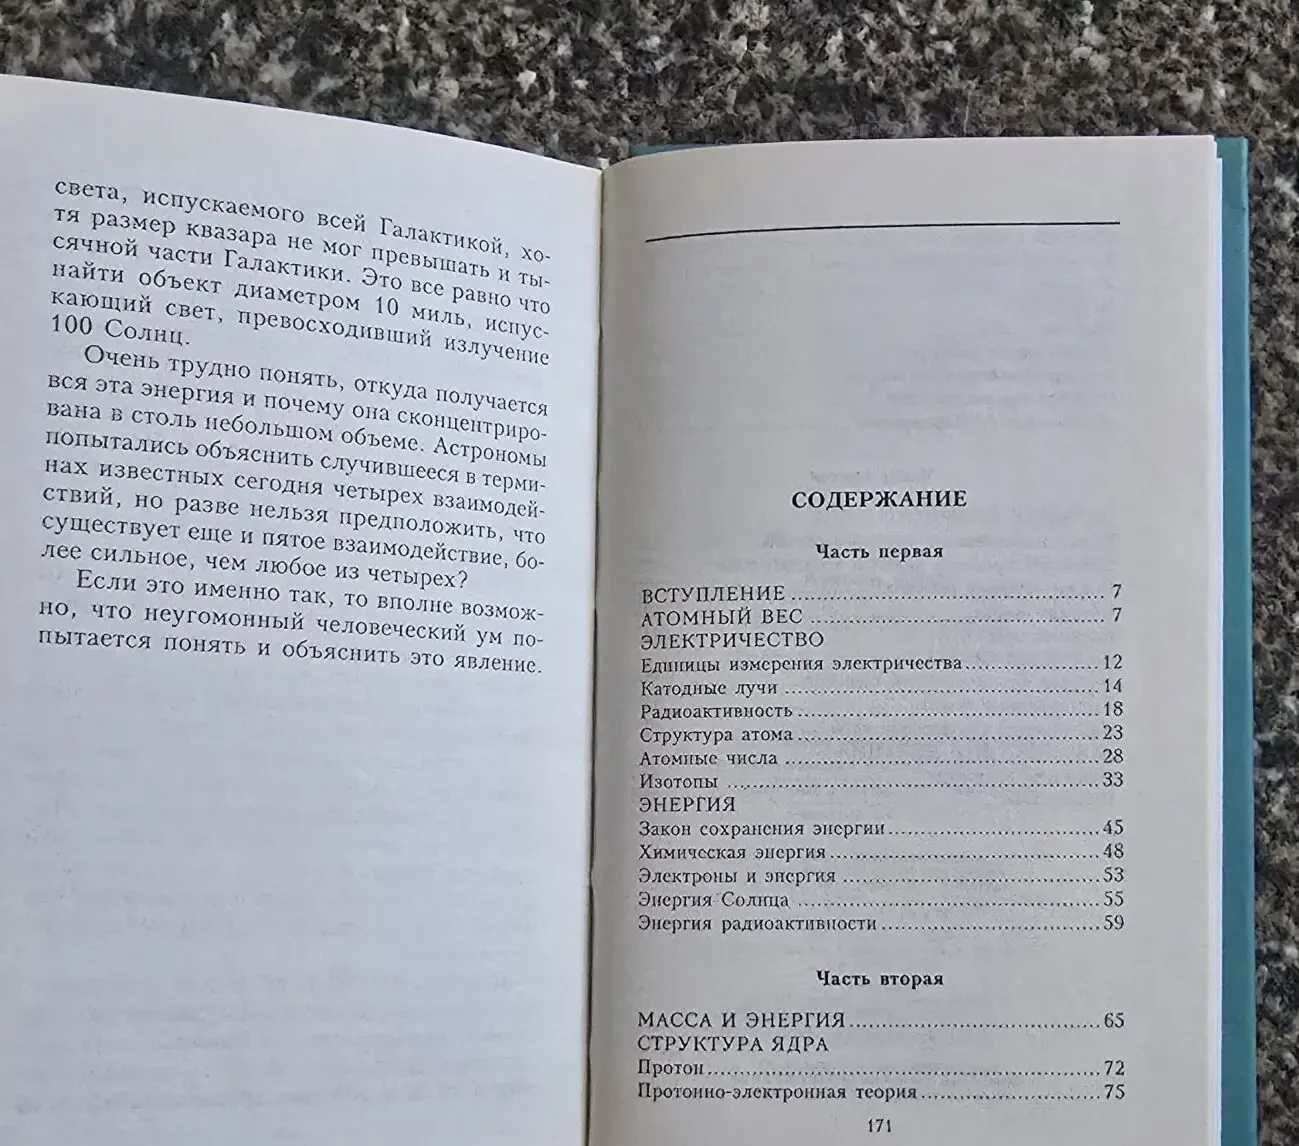 света, испускаемого всей Галактикой, хо-
тя размер квазара не мог превышать и ты-
сячной части Галактики. Это все равно что
найти объект диаметром 10 миль, испус-
кающий свет, превосходивший излучение
100 Солнц.
Очень трудно понять, откуда получается
вся эта энергия и почему она сконцентриро-
вана в столь небольшом объеме. Астрономы
попытались объяснить случившееся в терми-
нах известных сегодня четырех взаимодей-
ствий, но разве нельзя предположить, что
существует еще и пятое взаимодействие, бо-
лее сильное, чем любое из четырех?
Если это именно так, то вполне возмож-
но, что неугомонный человеческий ум по-
пытается понять и объяснить это явление.
СОДЕРЖАНИЕ
Часть первая
ВСТУПЛЕНИЕ ........ 7
АТОМНЫЙ ВЕС ........ 7
ЭЛЕКТРИЧЕСТВО
Единицы измерения электричества ........ 12
Катодные лучи ........ 14
Радиоактивность ........ 18
Структура атома ........ 23
Атомные числа ........ 28
Изотопы ........ 33
ЭНЕРГИЯ
Закон сохранения энергии ........ 45
Химическая энергия ........ 48
Электроны и энергия ........ 53
Энергия Солнца ........ 55
Энергия радиоактивности ........ 59
Часть вторая
МАССА И ЭНЕРГИЯ ........ 65
СТРУКТУРА ЯДРА
Протон ........ 72
Протонно-электронная теория ........ 75
171